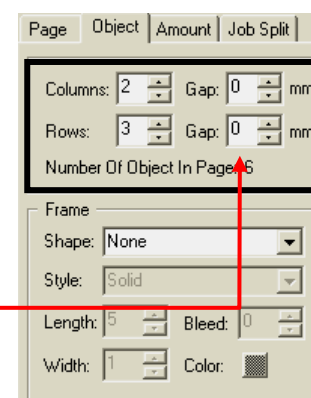 Page Object Amount Job Split
Columns: 2 Gap: 0 mm
Rows: 3 Gap: 0 mm
Number Of Object In Page 6
Frame
Shape: None
Style: Solid
Length: 5 Bleed: 0
Width: 1 Color: